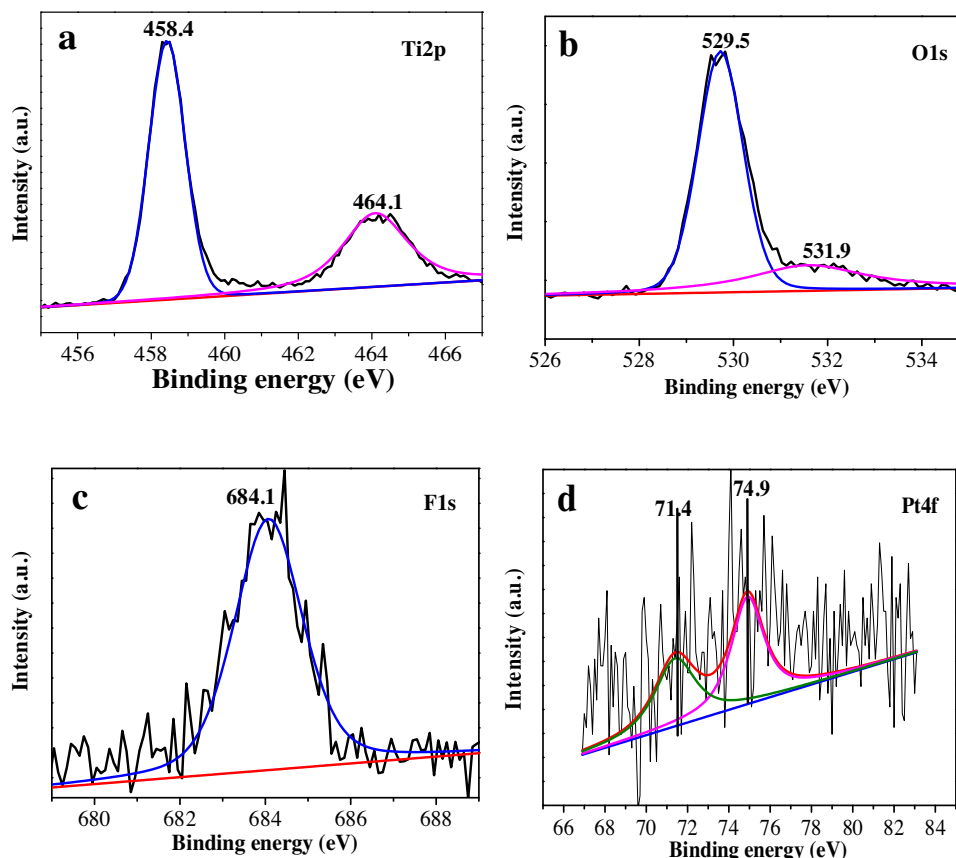 a
458.4
Ti2p
464.1
Intensity (a.u.)
456 458 460 462 464 466
Binding energy (eV)
b
529.5
O1s
531.9
Intensity (a.u.)
526 528 530 532 534
Binding energy (eV)
c
684.1
F1s
Intensity (a.u.)
680 682 684 686 688
Binding energy (eV)
d
71.4
74.9
Pt4f
Intensity (a.u.)
66 68 70 72 74 76 78 80 82 84
Binding energy (eV)